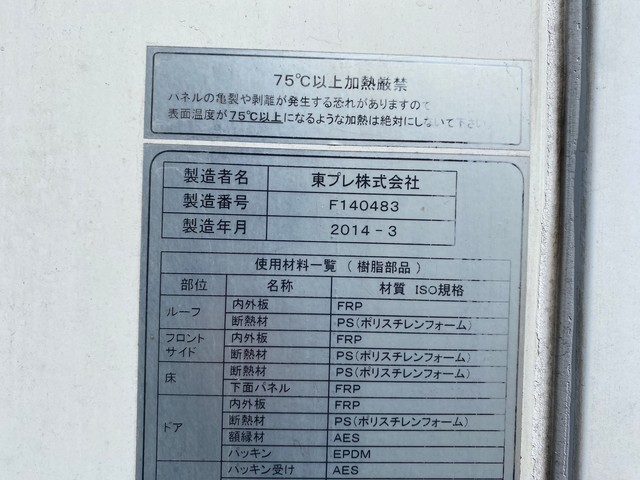 75℃以上加熱厳禁
パネルの亀裂や剥離が発生する恐れがありますので
表面温度が75℃以上になるような加熱は絶対にしないで下さい
製造者名 東プレ株式会社
製造番号 F140483
製造年月 2014-3
使用材料一覧 (樹脂部品)
部位 名称 材質 ISO規格
ルーフ 内外板 FRP
断熱材 PS(ポリスチレンフォーム)
フロント サイド 内外板 FRP
断熱材 PS(ポリスチレンフォーム)
床 断熱材 PS(ポリスチレンフォーム)
下面パネル FRP
ドア 内外板 FRP
断熱材 PS(ポリスチレンフォーム)
額縁材 AES
パッキン EPDM
パッキン受け AES